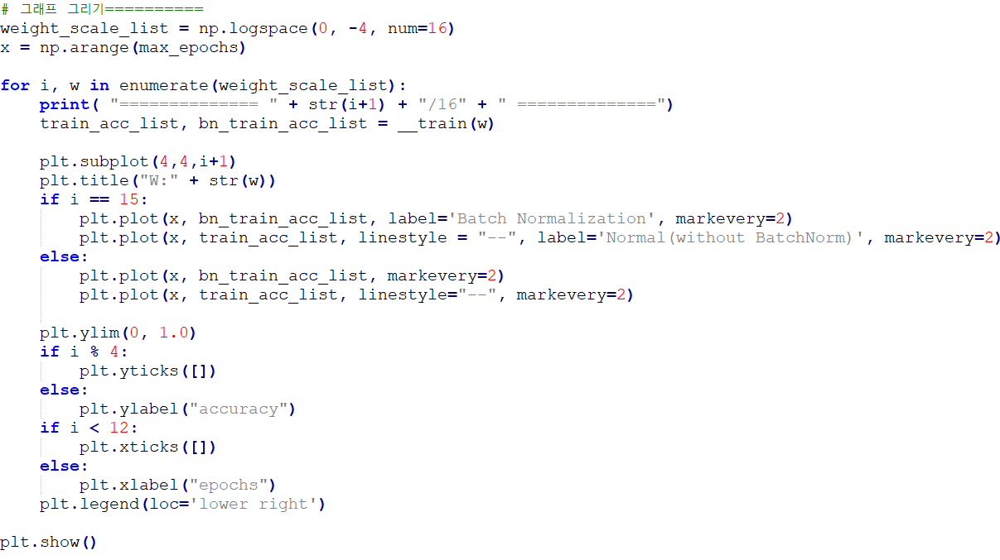 # 그래프 그리기==========
weight_scale_list = np.logspace(0, -4, num=16)
x = np.arange(max_epochs)

for i, w in enumerate(weight_scale_list):
    print( "============== " + str(i+1) + "/16" + " ==============")
    train_acc_list, bn_train_acc_list = __train(w)

    plt.subplot(4,4,i+1)
    plt.title("W:" + str(w))
    if i == 15:
        plt.plot(x, bn_train_acc_list, label='Batch Normalization', markevery=2)
        plt.plot(x, train_acc_list, linestyle = "--", label='Normal(without BatchNorm)', markevery=2)
    else:
        plt.plot(x, bn_train_acc_list, markevery=2)
        plt.plot(x, train_acc_list, linestyle="--", markevery=2)

    plt.ylim(0, 1.0)
    if i % 4:
        plt.yticks([])
    else:
        plt.ylabel("accuracy")
    if i < 12:
        plt.xticks([])
    else:
        plt.xlabel("epochs")
    plt.legend(loc='lower right')

plt.show()